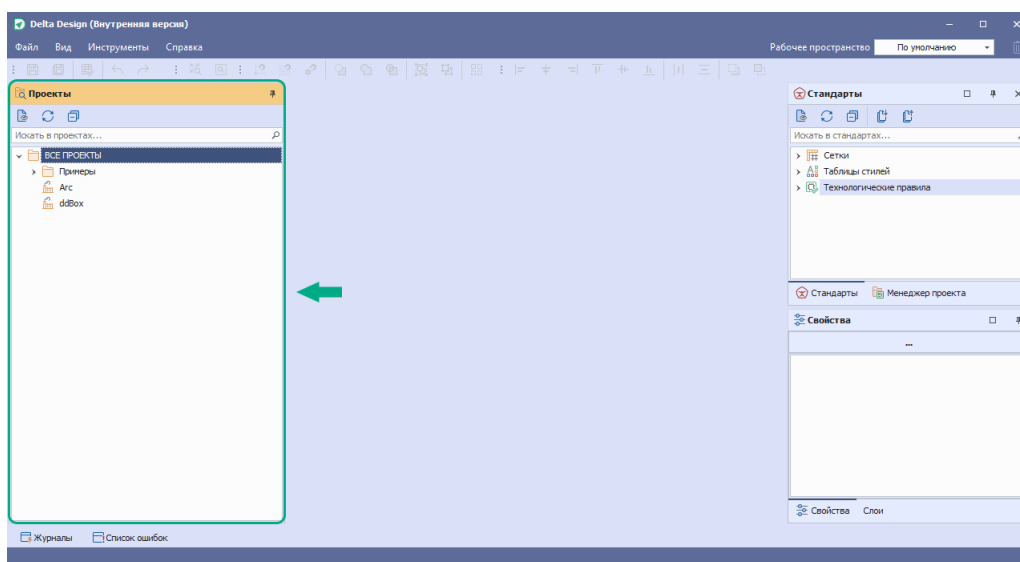 Delta Design (Внутренняя версия)
Файл Вид Инструменты Справка
Рабочее пространство По умолчанию
Проекты
Искать в проектах...
ВСЕ ПРОЕКТЫ
Примеры
Arc
ddBox
Стандарты
Искать в стандартах...
Сетки
Таблицы стилей
Технологические правила
Стандарты Менеджер проекта
Свойства
...
Свойства Слои
Журналы Список ошибок